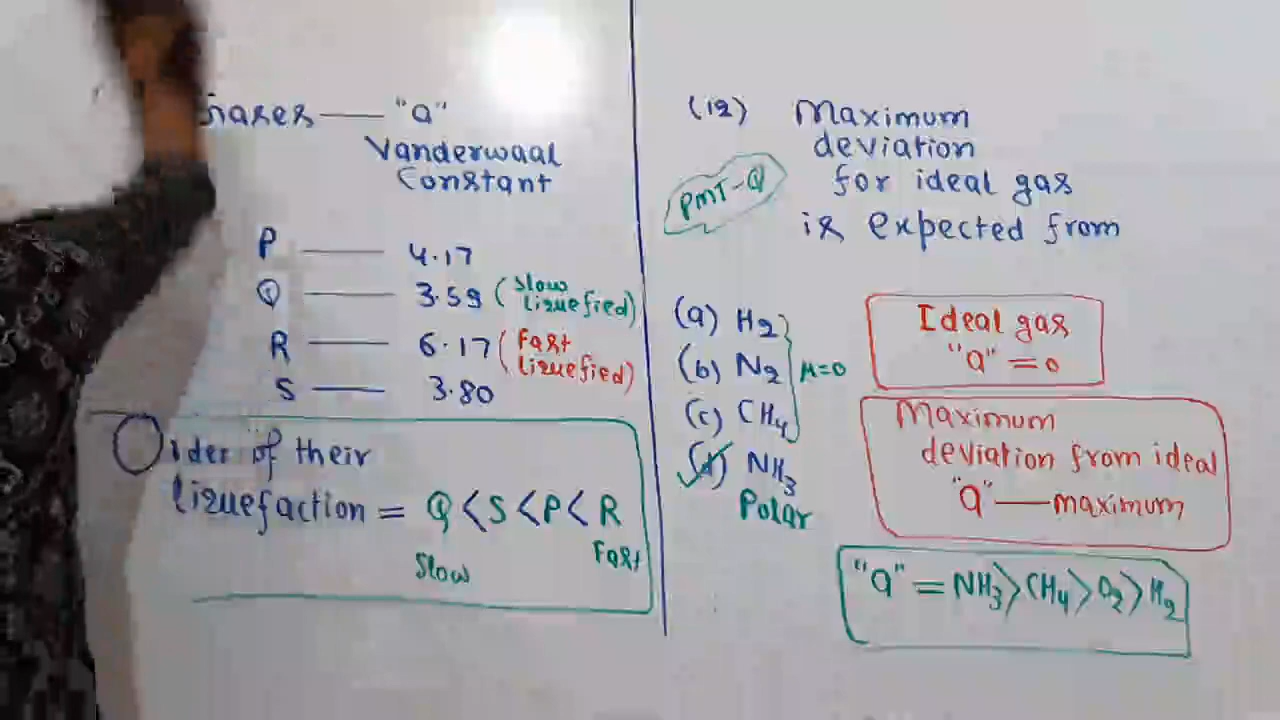 Gases — "a"
Vanderwaal
Constant
P — 4.17
Q — 3.59 (slow liquefied)
R — 6.17 (Fast liquefied)
S — 3.80
Order of their
liquefaction = Q < S < P < R
Slow
Fast
(12) Maximum
deviation
for ideal gas
is expected from
PMT-Q
(a) H2
(b) N2
(c) CH4
μ=0
(d) NH3
Polar
Ideal gas
"a" = 0
Maximum
deviation from ideal
"a" — maximum
"a" = NH3 > CH4 > O2 > H2